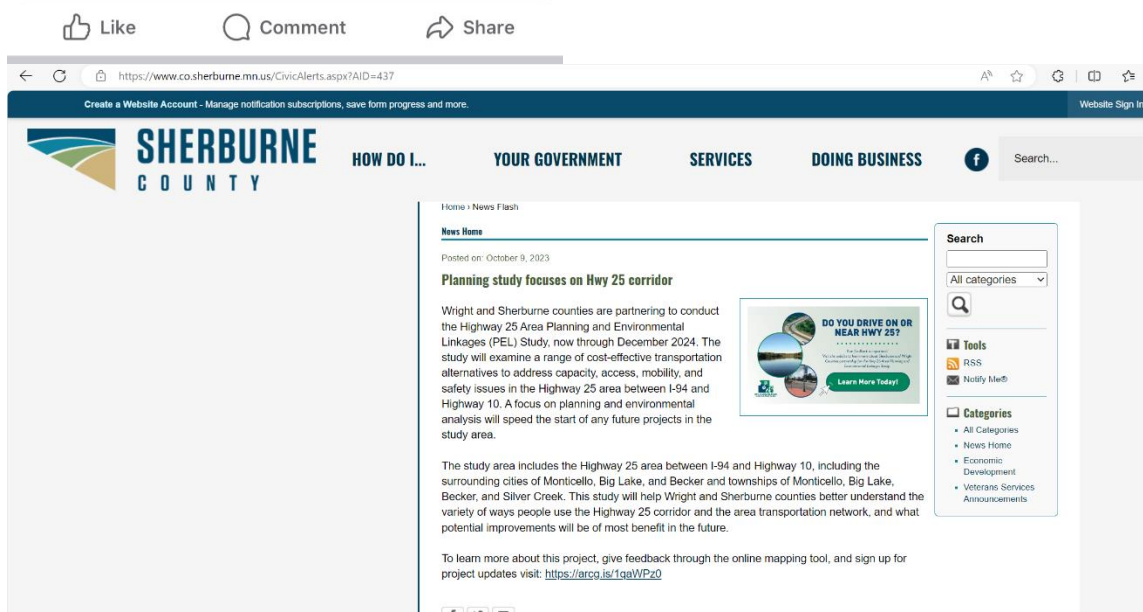 Like Comment Share
https://www.co.sherburne.mn.us/CivicAlerts.aspx?AID=437
Create a Website Account - Manage notification subscriptions, save form progress and more. Website Sign In
SHERBURNE
COUNTY
HOW DO I... YOUR GOVERNMENT SERVICES DOING BUSINESS Search...
Home › News Flash
News Home
Posted on: October 9, 2023
Planning study focuses on Hwy 25 corridor
Wright and Sherburne counties are partnering to conduct
the Highway 25 Area Planning and Environmental
Linkages (PEL) Study, now through December 2024. The
study will examine a range of cost-effective transportation
alternatives to address capacity, access, mobility, and
safety issues in the Highway 25 area between I-94 and
Highway 10. A focus on planning and environmental
analysis will speed the start of any future projects in the
study area.
DO YOU DRIVE ON OR
NEAR HWY 25?
Learn More Today!
The study area includes the Highway 25 area between I-94 and Highway 10, including the
surrounding cities of Monticello, Big Lake, and Becker and townships of Monticello, Big Lake,
Becker, and Silver Creek. This study will help Wright and Sherburne counties better understand the
variety of ways people use the Highway 25 corridor and the area transportation network, and what
potential improvements will be of most benefit in the future.
To learn more about this project, give feedback through the online mapping tool, and sign up for
project updates visit: https://arcg.is/1qaWPz0
Search
All categories
Tools
RSS
Notify Me®
Categories
All Categories
News Home
Economic
Development
Veterans Services
Announcements